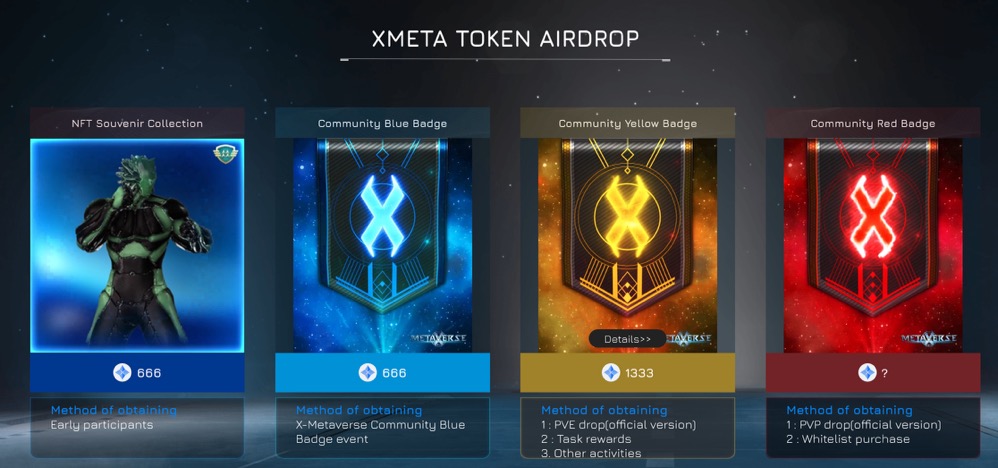 XMETA TOKEN AIRDROP
NFT Souvenir Collection
666
Method of obtaining
Early participants
Community Blue Badge
METAVERSE
666
Method of obtaining
X-Metaverse Community Blue
Badge event
Community Yellow Badge
Details>>
METAVERSE
1333
Method of obtaining
1 : PVE drop(official version)
2 : Task rewards
3. Other activities
Community Red Badge
METAVERSE
?
Method of obtaining
1 : PVP drop(official version)
2 : Whitelist purchase